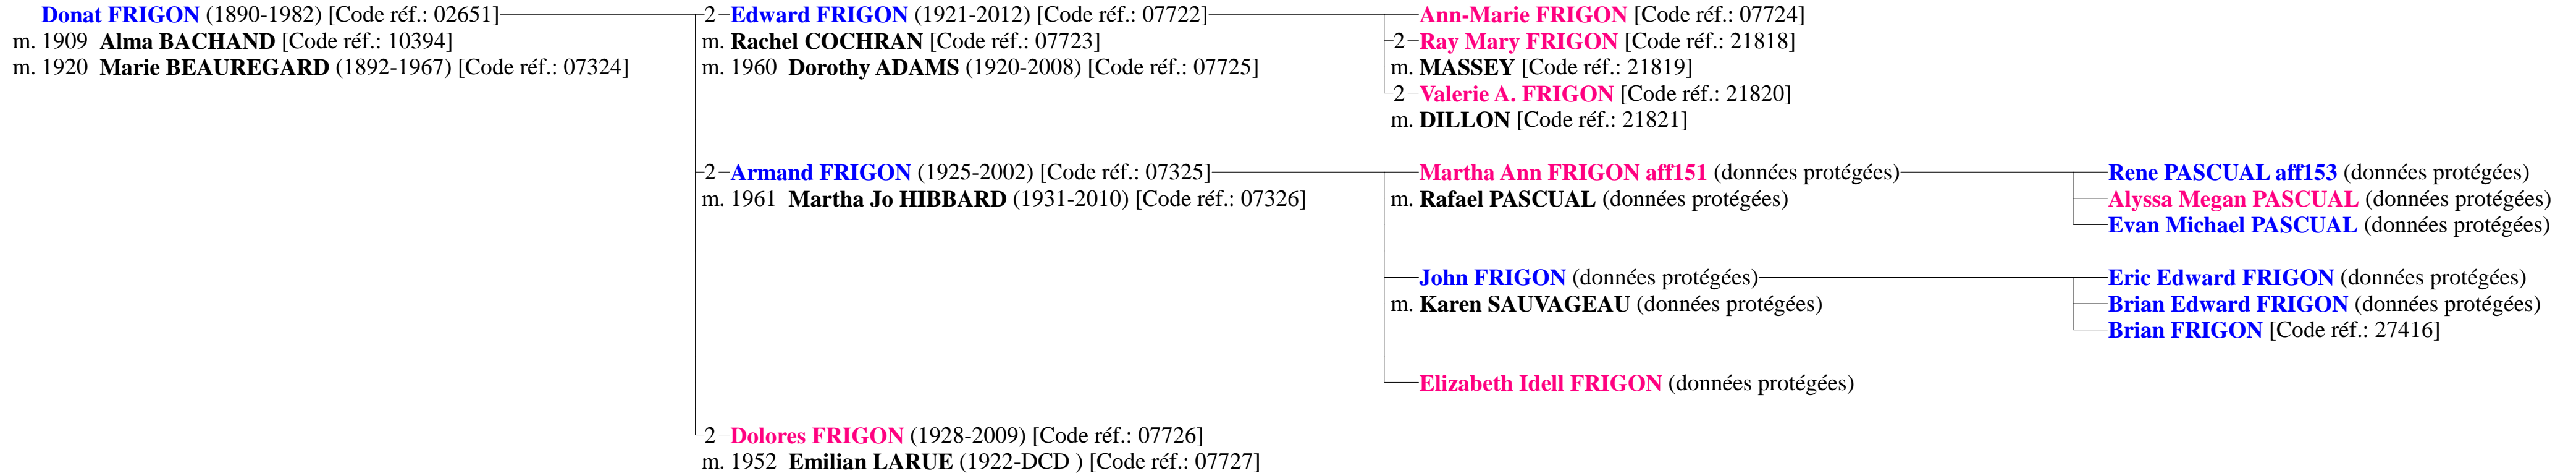 Donat FRIGON (1890-1982) [Code réf.: 02651]
m. 1909 Alma BACHAND [Code réf.: 10394]
m. 1920 Marie BEAUREGARD (1892-1967) [Code réf.: 07324]
2 Edward FRIGON (1921-2012) [Code réf.: 07722]
m. Rachel COCHRAN [Code réf.: 07723]
m. 1960 Dorothy ADAMS (1920-2008) [Code réf.: 07725]
Ann-Marie FRIGON [Code réf.: 07724]
2 Ray Mary FRIGON [Code réf.: 21818]
m. MASSEY [Code réf.: 21819]
2 Valerie A. FRIGON [Code réf.: 21820]
m. DILLON [Code réf.: 21821]
2 Armand FRIGON (1925-2002) [Code réf.: 07325]
m. 1961 Martha Jo HIBBARD (1931-2010) [Code réf.: 07326]
Martha Ann FRIGON aff151 (données protégées)
m. Rafael PASCUAL (données protégées)
Rene PASCUAL aff153 (données protégées)
Alyssa Megan PASCUAL (données protégées)
Evan Michael PASCUAL (données protégées)
John FRIGON (données protégées)
m. Karen SAUVAGEAU (données protégées)
Eric Edward FRIGON (données protégées)
Brian Edward FRIGON (données protégées)
Brian FRIGON [Code réf.: 27416]
Elizabeth Idell FRIGON (données protégées)
2 Dolores FRIGON (1928-2009) [Code réf.: 07726]
m. 1952 Emilian LARUE (1922-DCD ) [Code réf.: 07727]